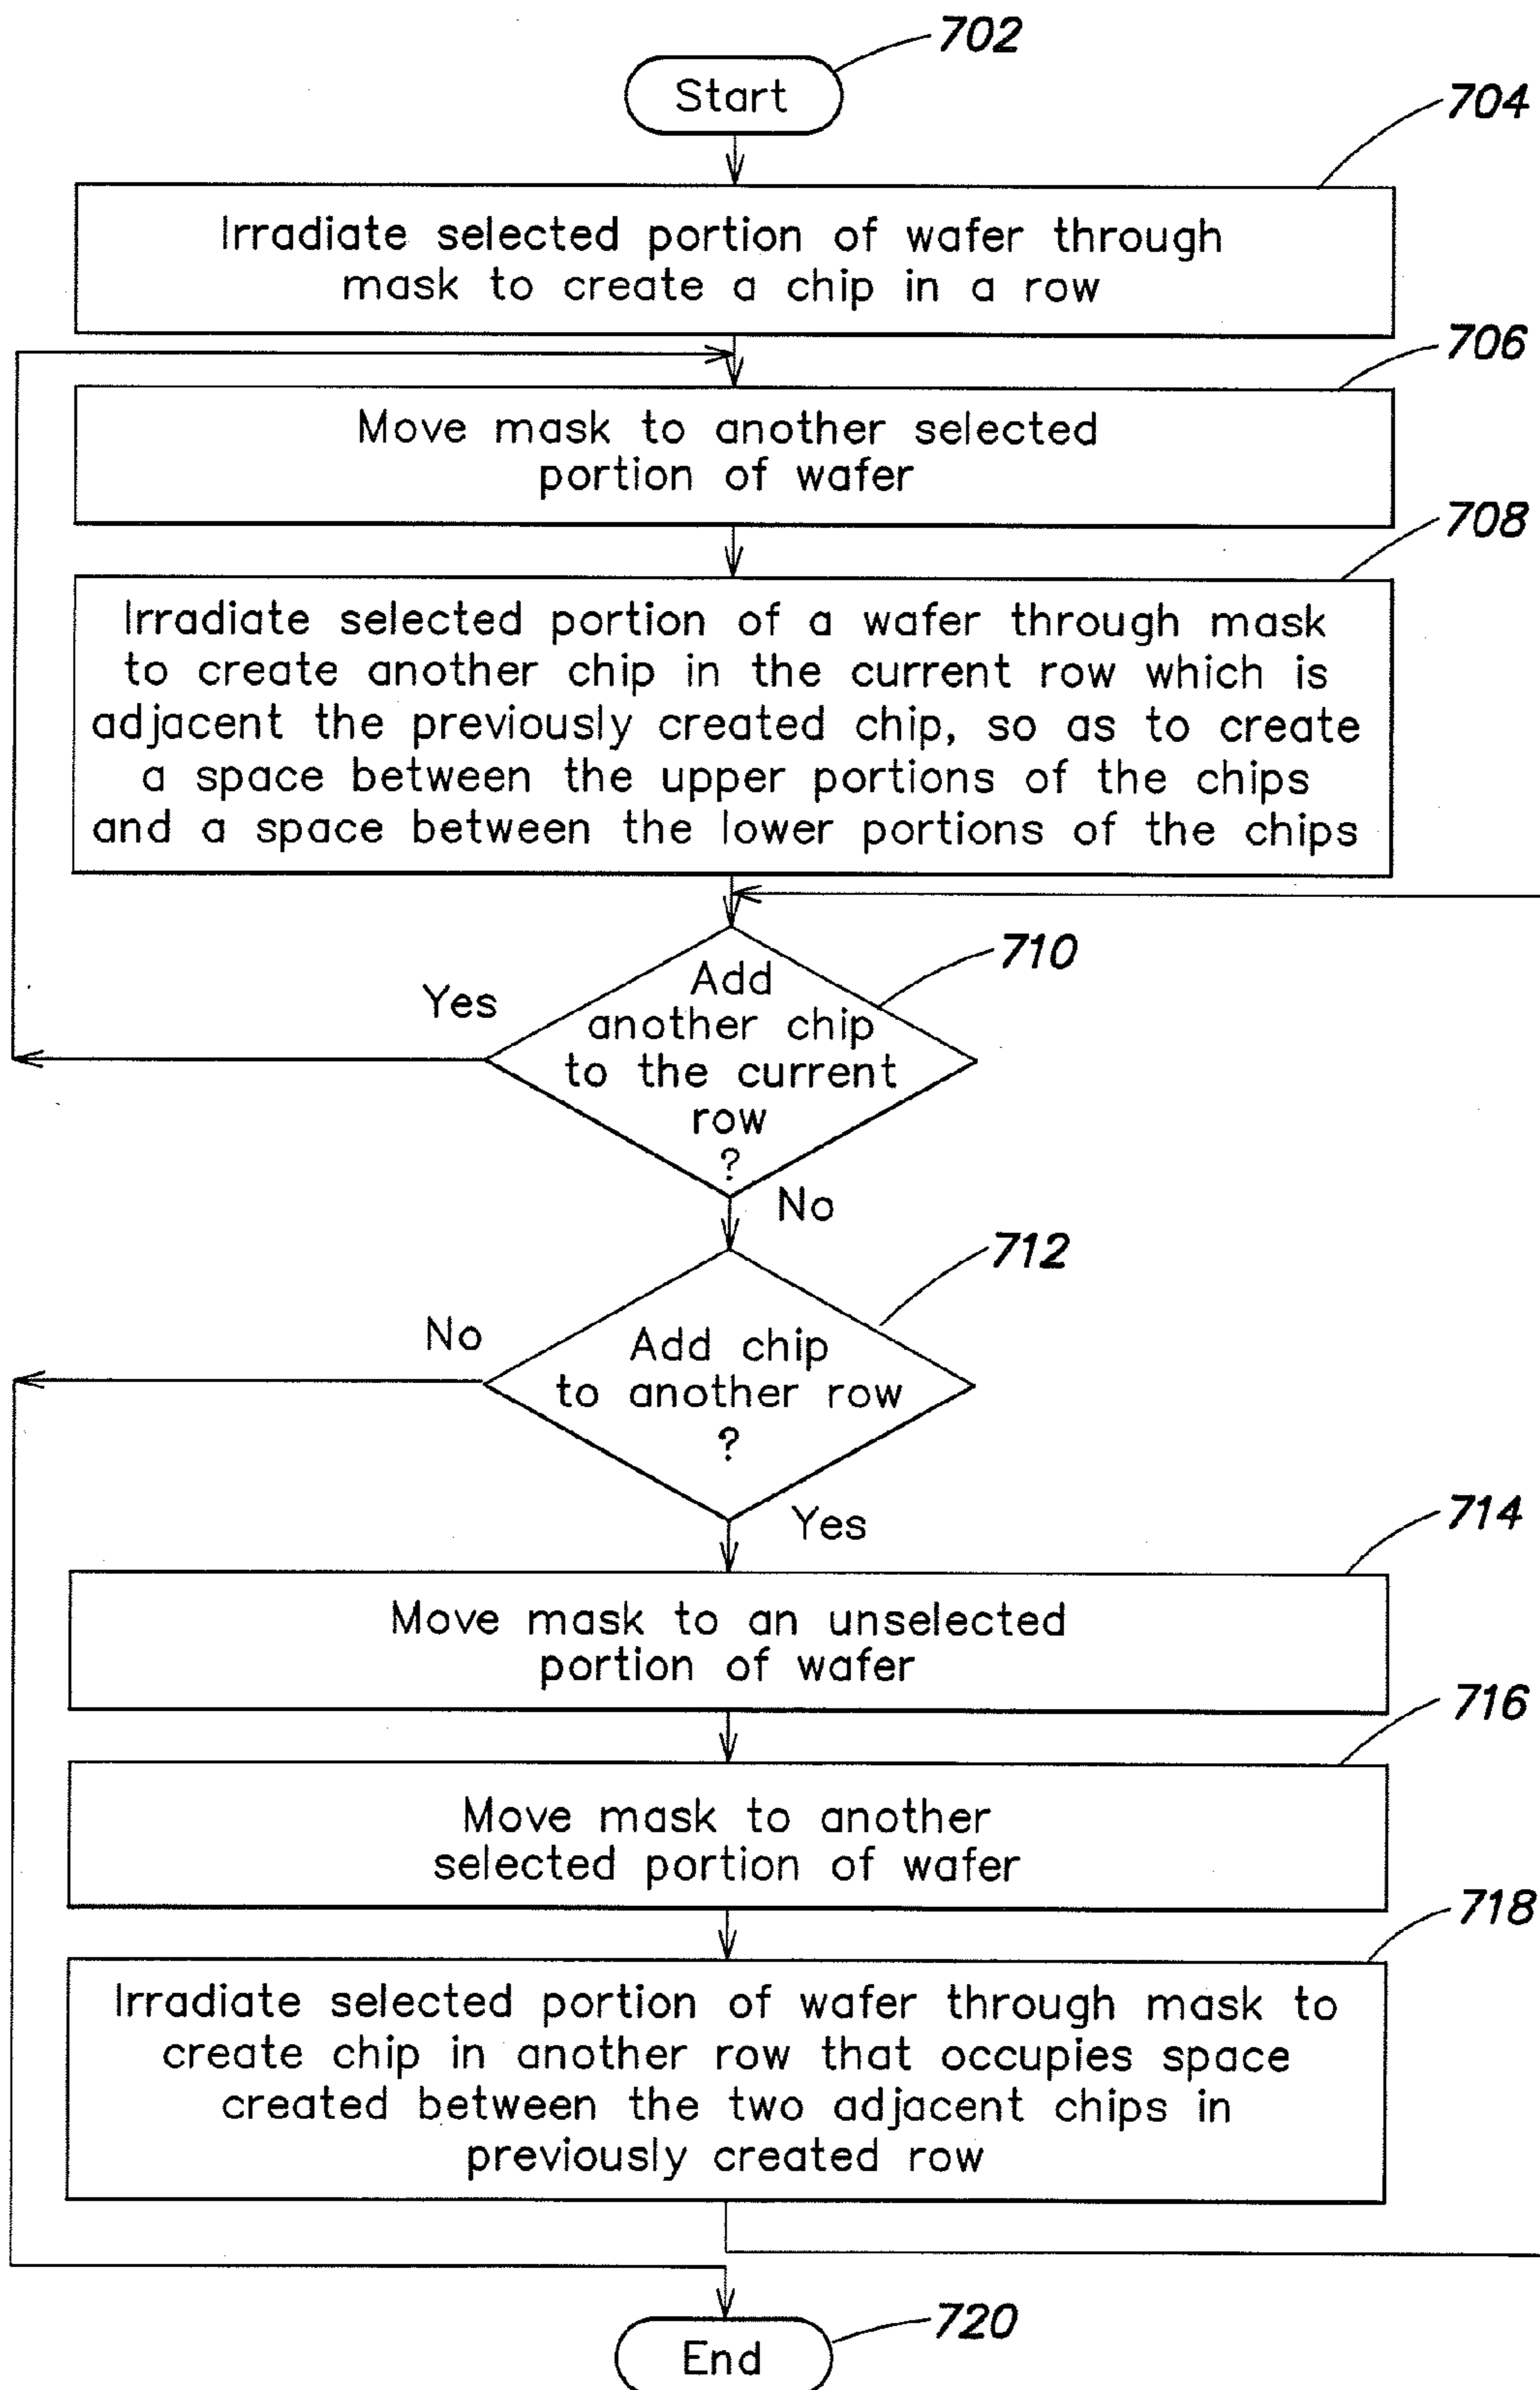 702
Start
704
Irradiate selected portion of wafer through
mask to create a chip in a row
706
Move mask to another selected
portion of wafer
708
Irradiate selected portion of a wafer through mask
to create another chip in the current row which is
adjacent the previously created chip, so as to create
a space between the upper portions of the chips
and a space between the lower portions of the chips
710
Yes
Add
another chip
to the current
row
?
No
712
No
Add chip
to another row
?
Yes
714
Move mask to an unselected
portion of wafer
716
Move mask to another
selected portion of wafer
718
Irradiate selected portion of wafer through mask to
create chip in another row that occupies space
created between the two adjacent chips in
previously created row
720
End